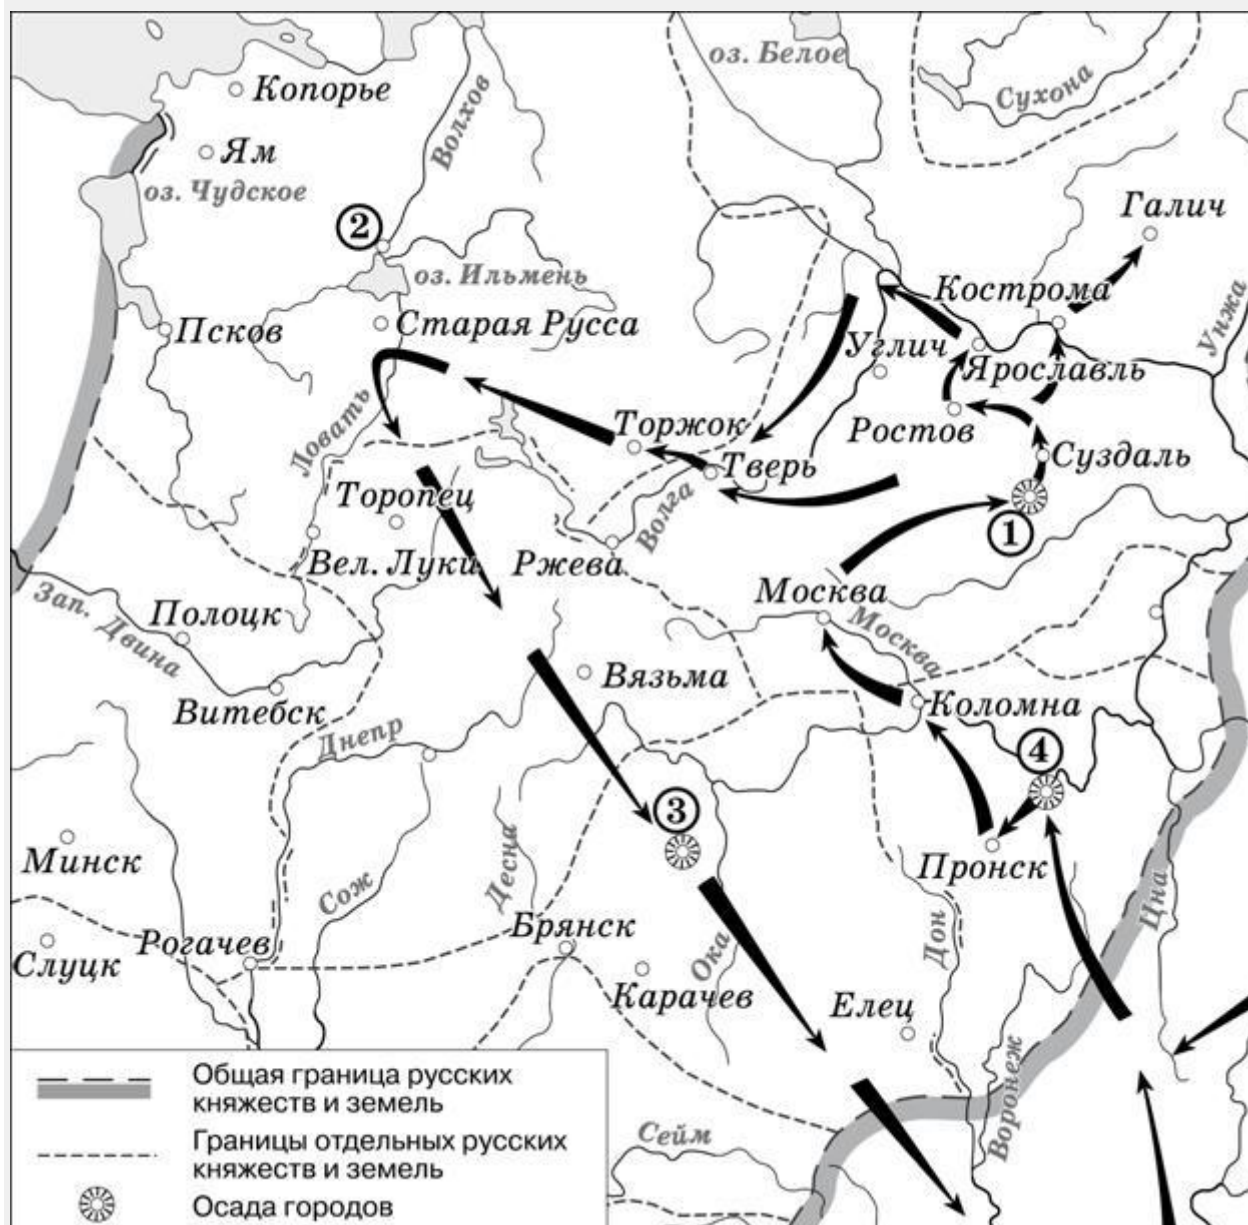 оз. Белое
Сухона
Волхов
Копорье
Ям
оз. Чудское
Галич
2
оз. Ильмень
Кострома
Унжа
Псков
Старая Русса
Углич
Ярославль
Ловать
Торжок
Ростов
Тверь
Суздаль
Торопец
Волга
1
Вел. Луки
Ржева
Зап. Двина
Полоцк
Москва
Москва
Вязьма
Витебск
Коломна
Днепр
4
3
Минск
Десна
Пронск
Сож
Цна
Слуцк
Рогачев
Брянск
Ока
Дон
Карачев
Елец
Воронеж
Сейм
Общая граница русских
княжеств и земель
Границы отдельных русских
княжеств и земель
Осада городов